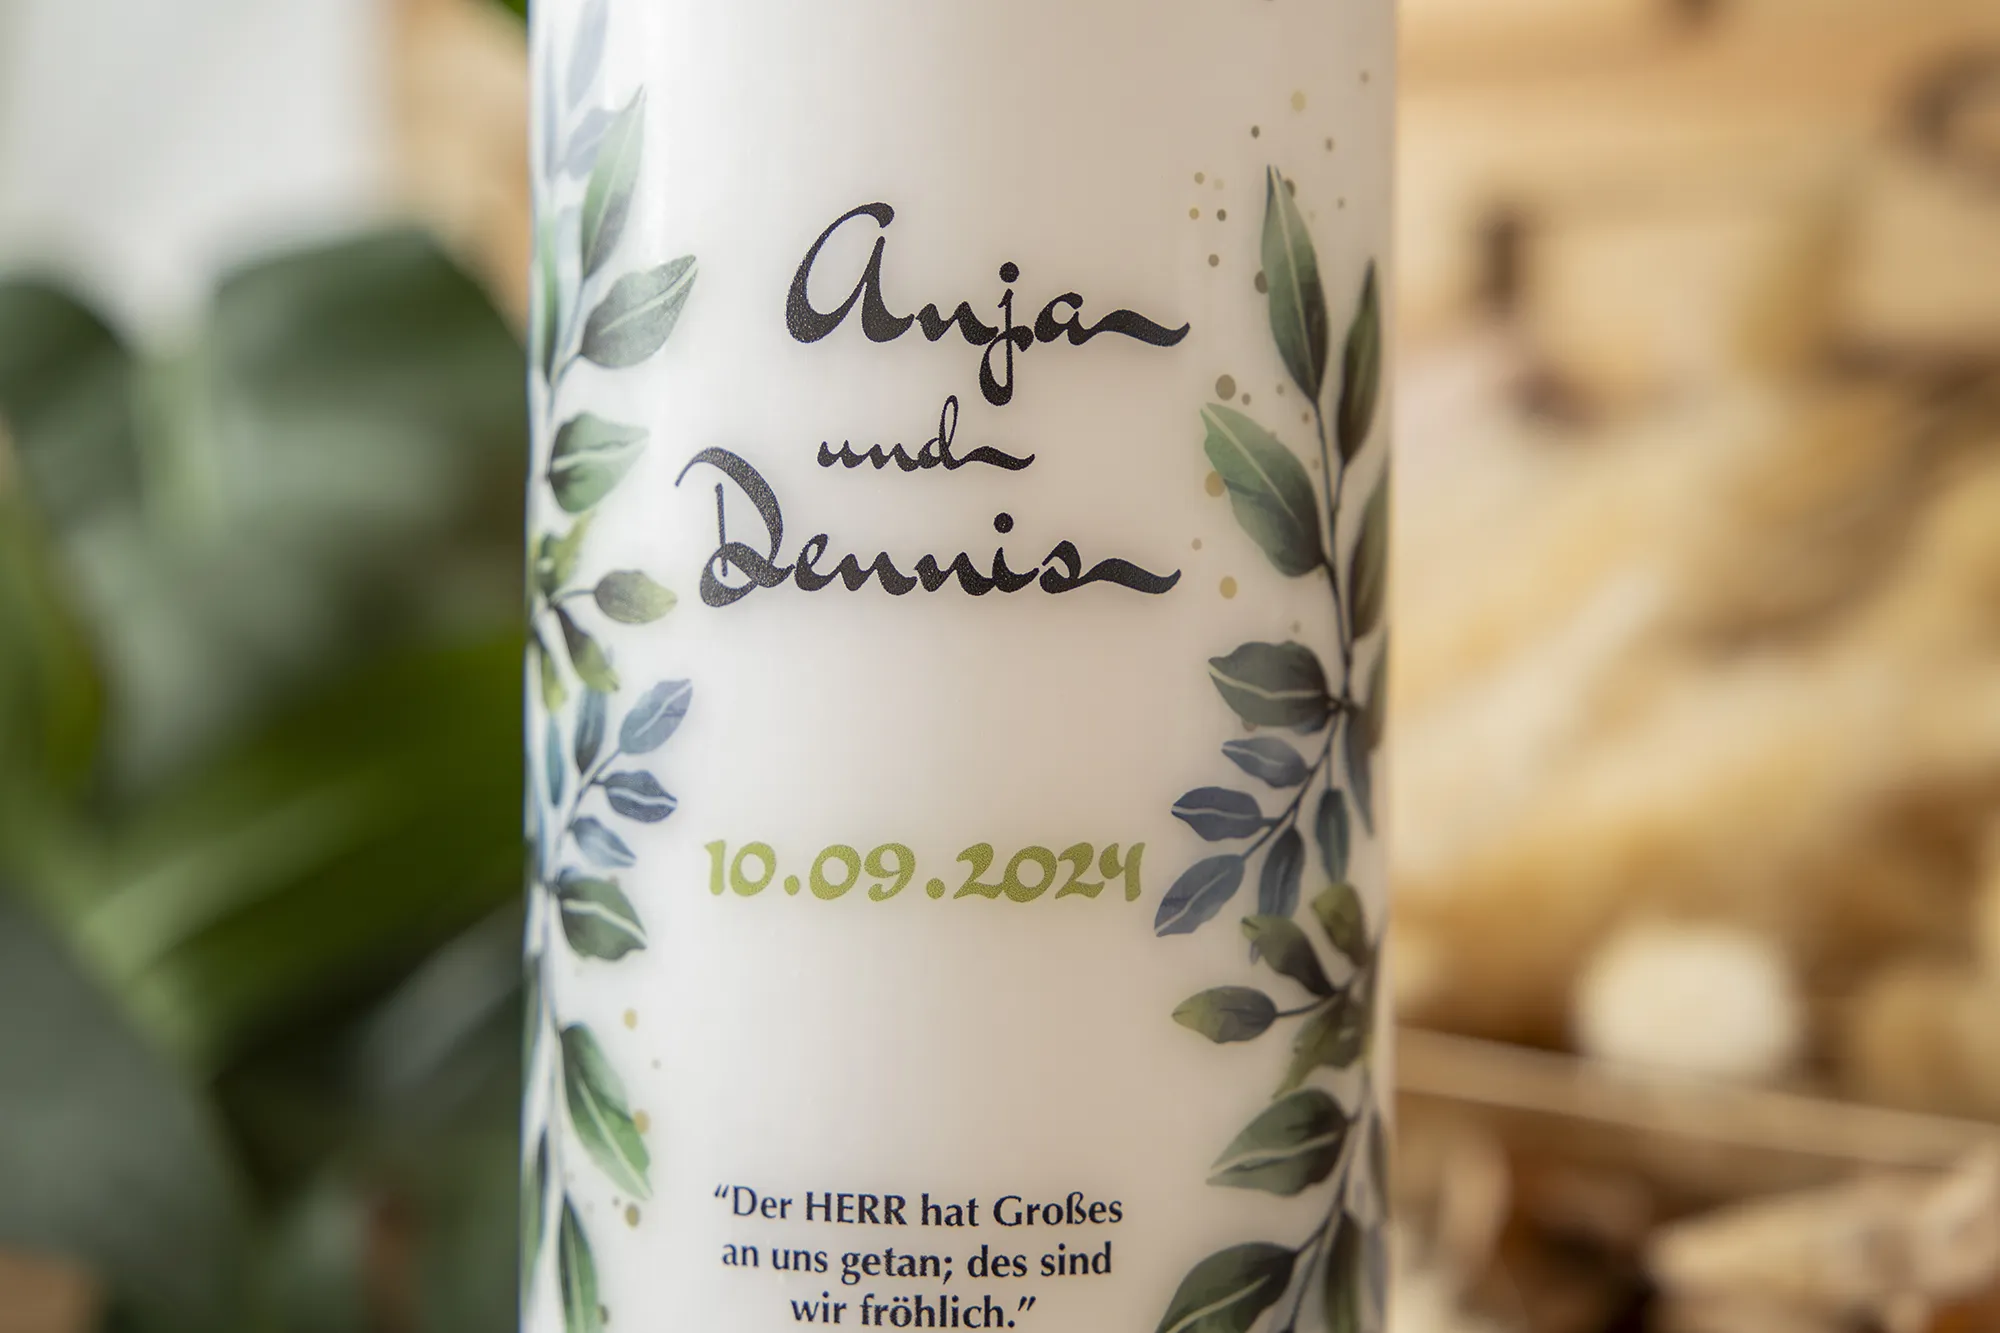 Anja
und
Dennis
10.09.2024
“Der HERR hat Großes
an uns getan; des sind
wir fröhlich.”